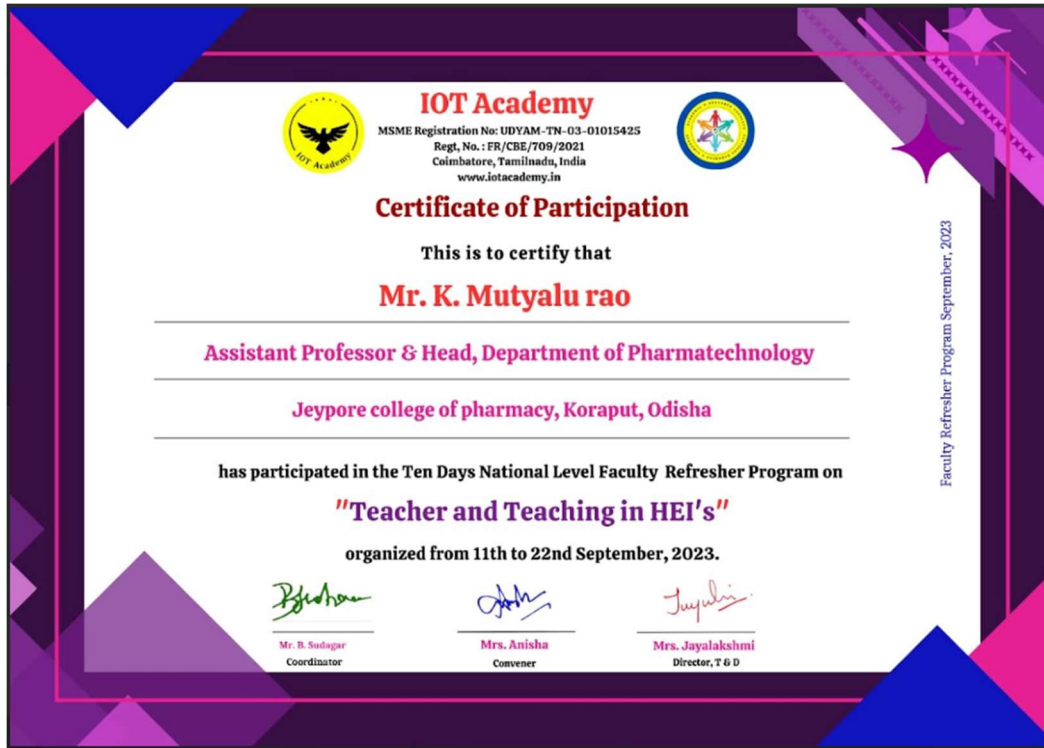 IOT Academy
MSME Registration No: UDYAM-TN-03-01015425
Regt, No. : FR/CBE/709/2021
Coimbatore, Tamilnadu, India
www.iotacademy.in
IOT Academy
Certificate of Participation
This is to certify that
Mr. K. Mutyalu rao
Assistant Professor & Head, Department of Pharmatechnology
Jeypore college of pharmacy, Koraput, Odisha
has participated in the Ten Days National Level Faculty Refresher Program on
"Teacher and Teaching in HEI's"
organized from 11th to 22nd September, 2023.
Mr. B. Sudagar
Coordinator
Mrs. Anisha
Convener
Mrs. Jayalakshmi
Director, T & D
Faculty Refresher Program September, 2023